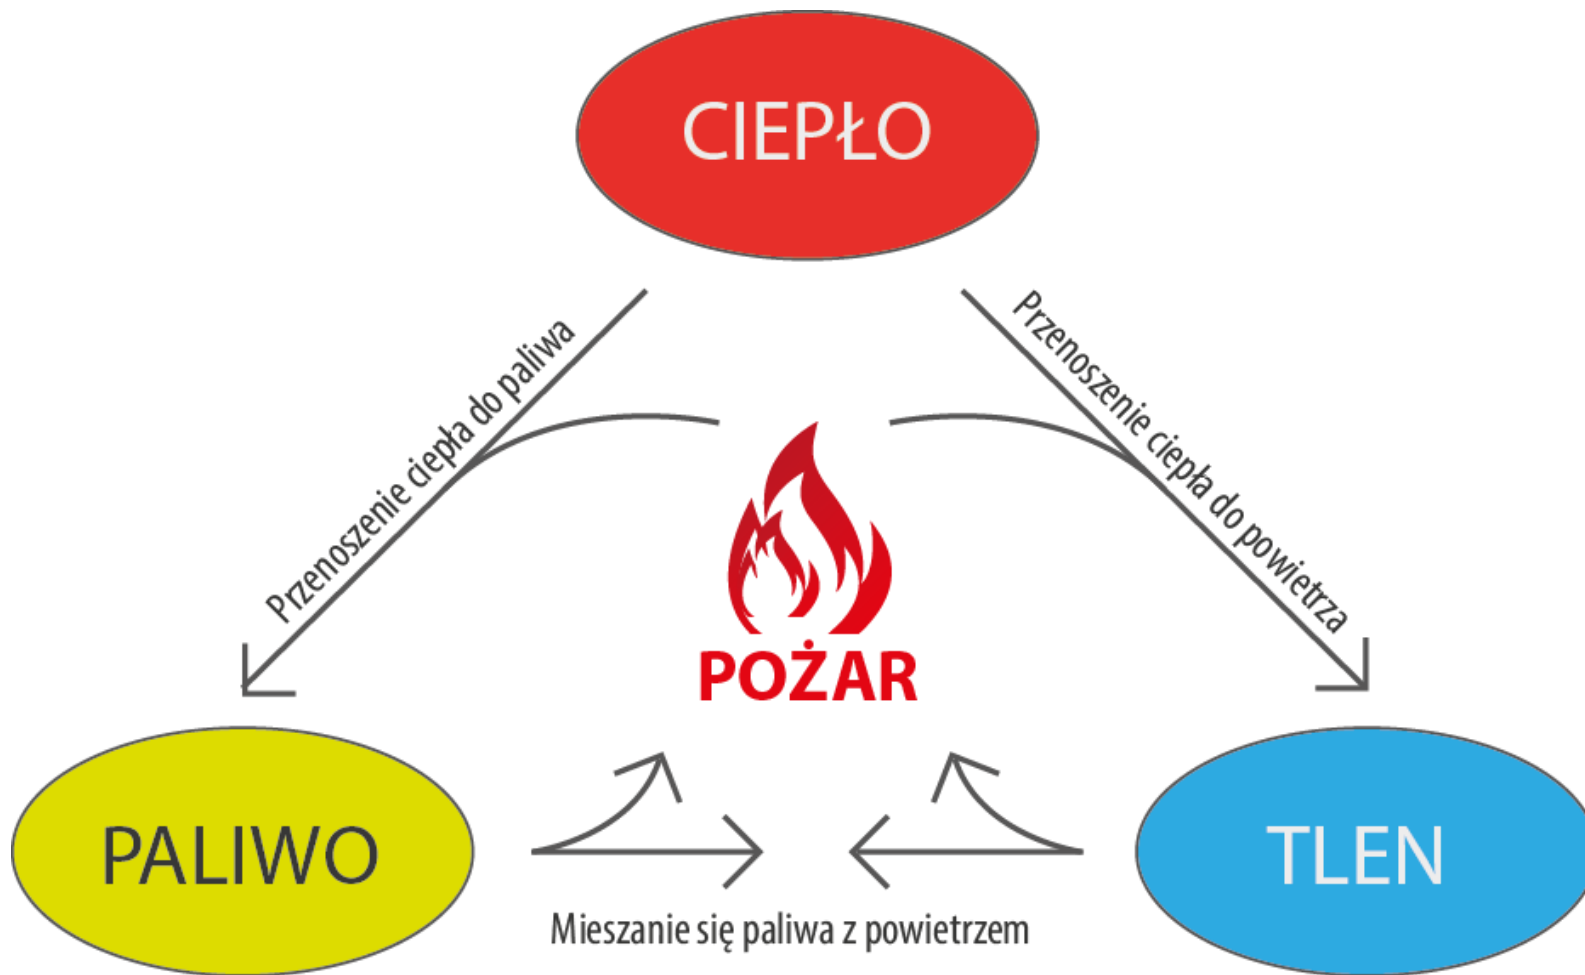 CIEPŁO
Przenoszenie ciepła do paliwa
Przenoszenie ciepła do powietrza
POŻAR
PALIWO
TLEN
Mieszanie się paliwa z powietrzem